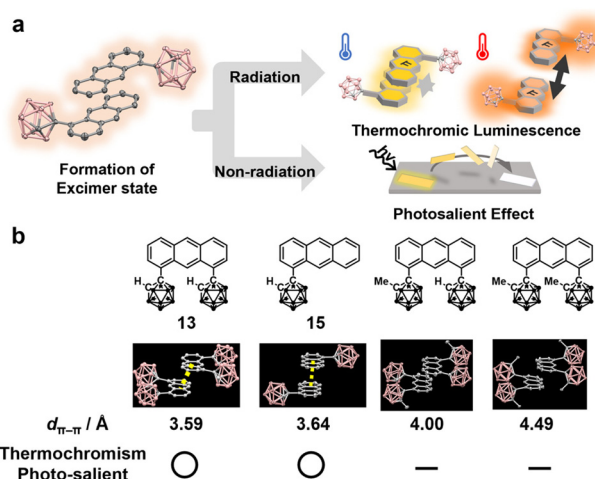 a
Radiation
Non-radiation
Formation of
Excimer state
Thermochromic Luminescence
Photosalient Effect
b
H H
H
Me H
Me Me
C C
C
C C
C C
13 15
dπ–π / Å 3.59 3.64 4.00 4.49
Thermochromism
Photo-salient